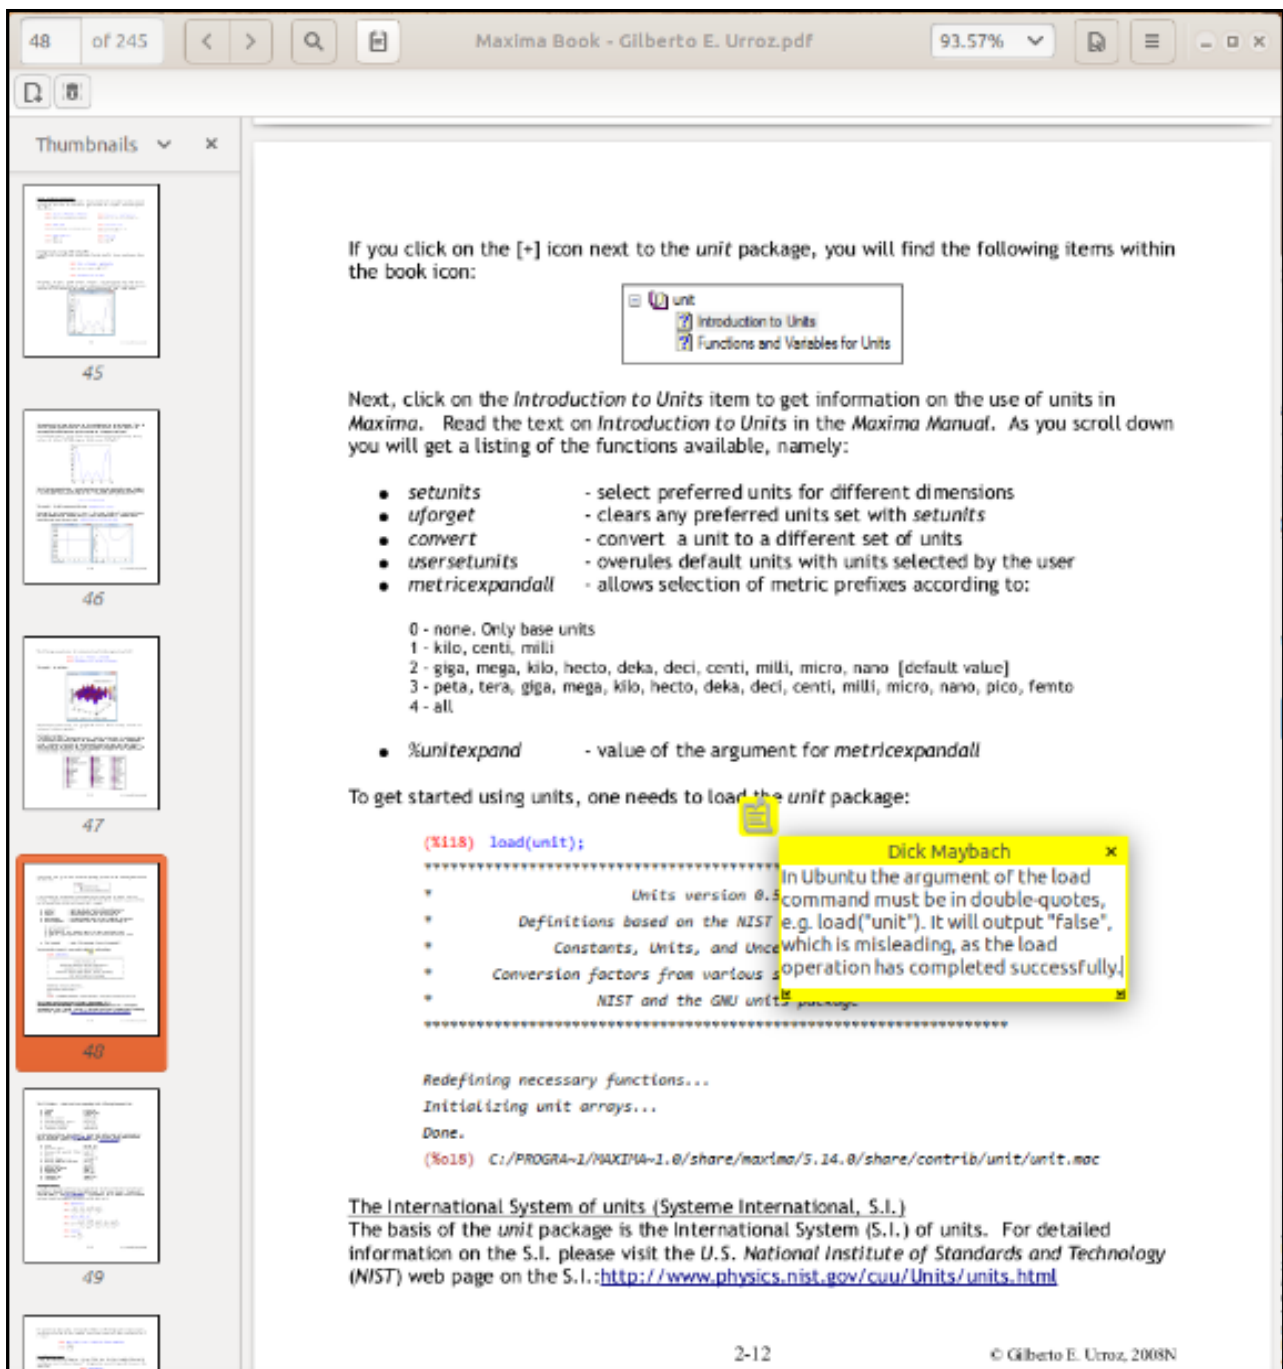 48 of 245 Maxima Book - Gilberto E. Urroz.pdf 93.57%
Thumbnails
45
46
47
48
49
If you click on the [+] icon next to the unit package, you will find the following items within
the book icon:
unit
Introduction to Units
Functions and Variables for Units
Next, click on the Introduction to Units item to get information on the use of units in
Maxima. Read the text on Introduction to Units in the Maxima Manual. As you scroll down
you will get a listing of the functions available, namely:
● setunits - select preferred units for different dimensions
● uforget - clears any preferred units set with setunits
● convert - convert a unit to a different set of units
● usersetunits - overules default units with units selected by the user
● metricexpandall - allows selection of metric prefixes according to:
0 - none. Only base units
1 - kilo, centi, milli
2 - giga, mega, kilo, hecto, deka, deci, centi, milli, micro, nano [default value]
3 - peta, tera, giga, mega, kilo, hecto, deka, deci, centi, milli, micro, nano, pico, femto
4 - all
● %unitexpand - value of the argument for metricexpandall
To get started using units, one needs to load the unit package:
(%i18) load(unit);
* Units version 0.5
* Definitions based on the NIST
* Constants, Units, and
* Conversion factors from various
* NIST and the GNU units package
Dick Maybach
In Ubuntu the argument of the load
command must be in double-quotes,
e.g. load("unit"). It will output "false",
which is misleading, as the load
operation has completed successfully.
Redefining necessary functions...
Initializing unit arrays...
Done.
(%o18) C:/PROGRA~1/MAXIMA~1.0/share/maxima/5.14.0/share/contrib/unit/unit.mac
The International System of units (Systeme International, S.I.)
The basis of the unit package is the International System (S.I.) of units. For detailed
information on the S.I. please visit the U.S. National Institute of Standards and Technology
(NIST) web page on the S.I.:http://www.physics.nist.gov/cuu/Units/units.html
2-12 © Gilberto E. Urroz, 2008N